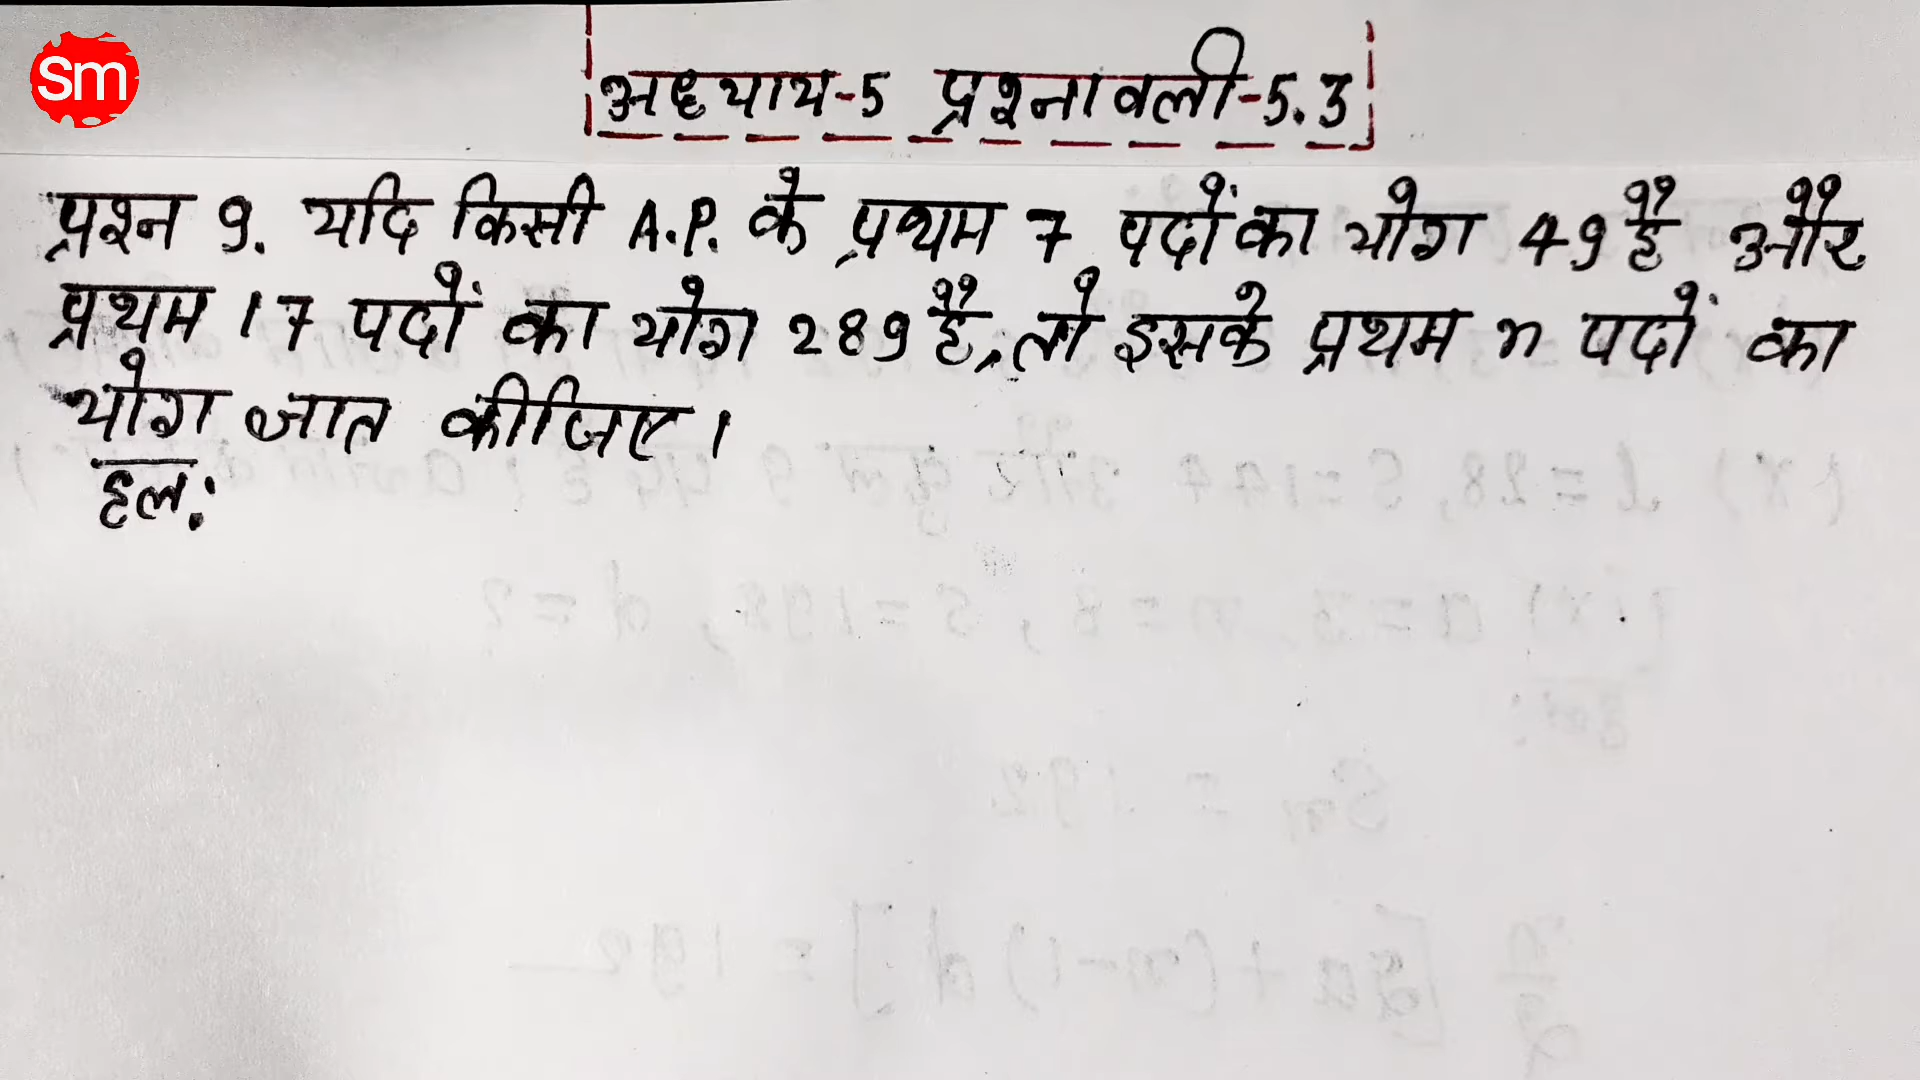 Sm
अध्याय-5 प्रश्नावली-5.3
प्रश्न 9. यदि किसी A.P. के प्रथम 7 पदों का योग 49 है और
प्रथम 17 पदों का योग 289 है, तो इसके प्रथम n पदों का
योग ज्ञात कीजिए।
हल: